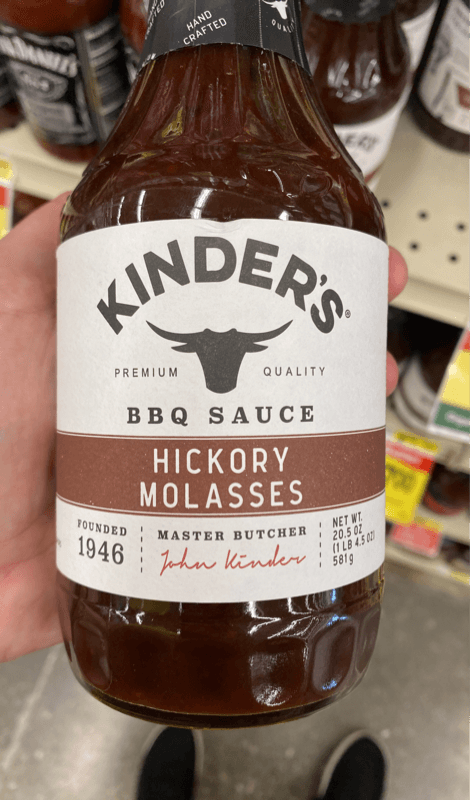 HAND
CRAFTED
KINDER'S®
PREMIUM QUALITY
BBQ SAUCE
HICKORY
MOLASSES
FOUNDED
1946
MASTER BUTCHER
John Kinder
NET WT.
20.5 OZ
(1 LB 4.5 OZ)
581g